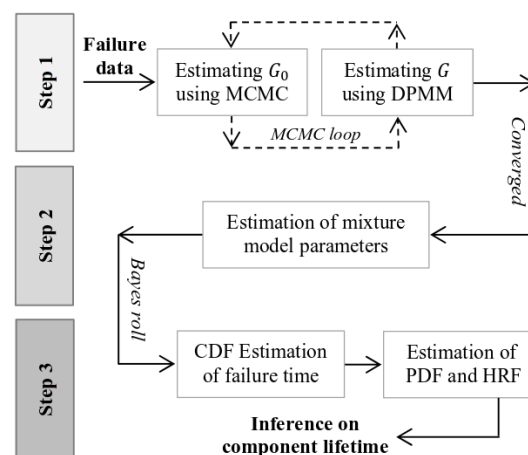 Step 1
Failure
data
Estimating G₀
using MCMC
Estimating G
using DPMM
MCMC loop
Converged
Step 2
Estimation of mixture
model parameters
Bayes roll
Step 3
CDF Estimation
of failure time
Estimation of
PDF and HRF
Inference on
component lifetime